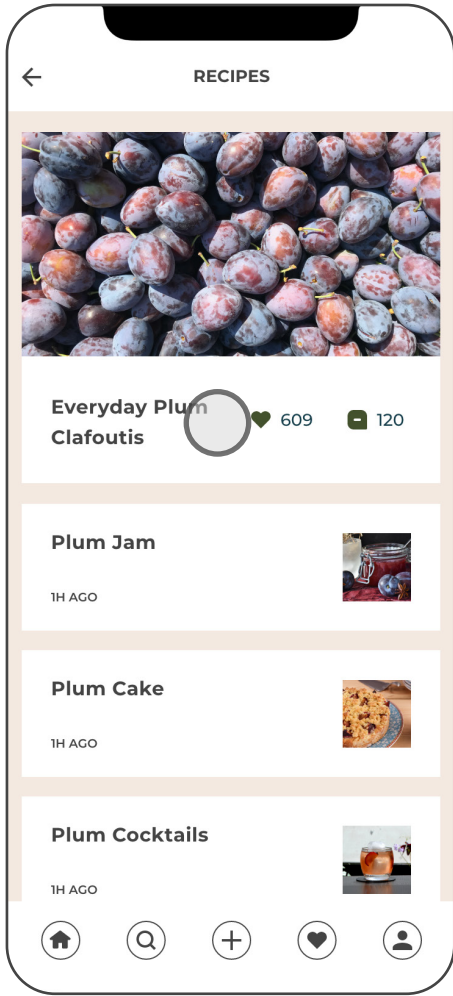 RECIPES
Everyday Plum
Clafoutis
609
120
Plum Jam
1H AGO
Plum Cake
1H AGO
Plum Cocktails
1H AGO